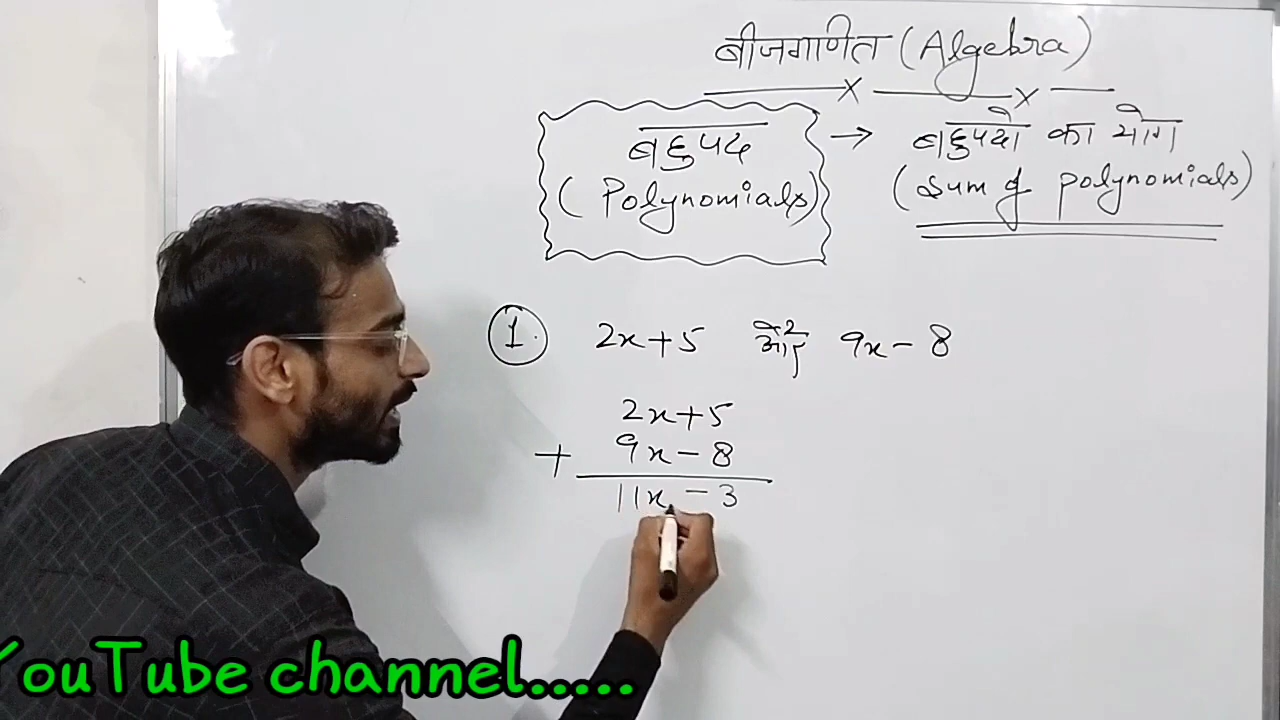 बीजगणित (Algebra)
बहुपद
(Polynomials)
→ बहुपदों का योग
(Sum of polynomials)
1. 2x+5 और 9x-8
2x+5
+ 9x-8
11x-3
YouTube channel.....